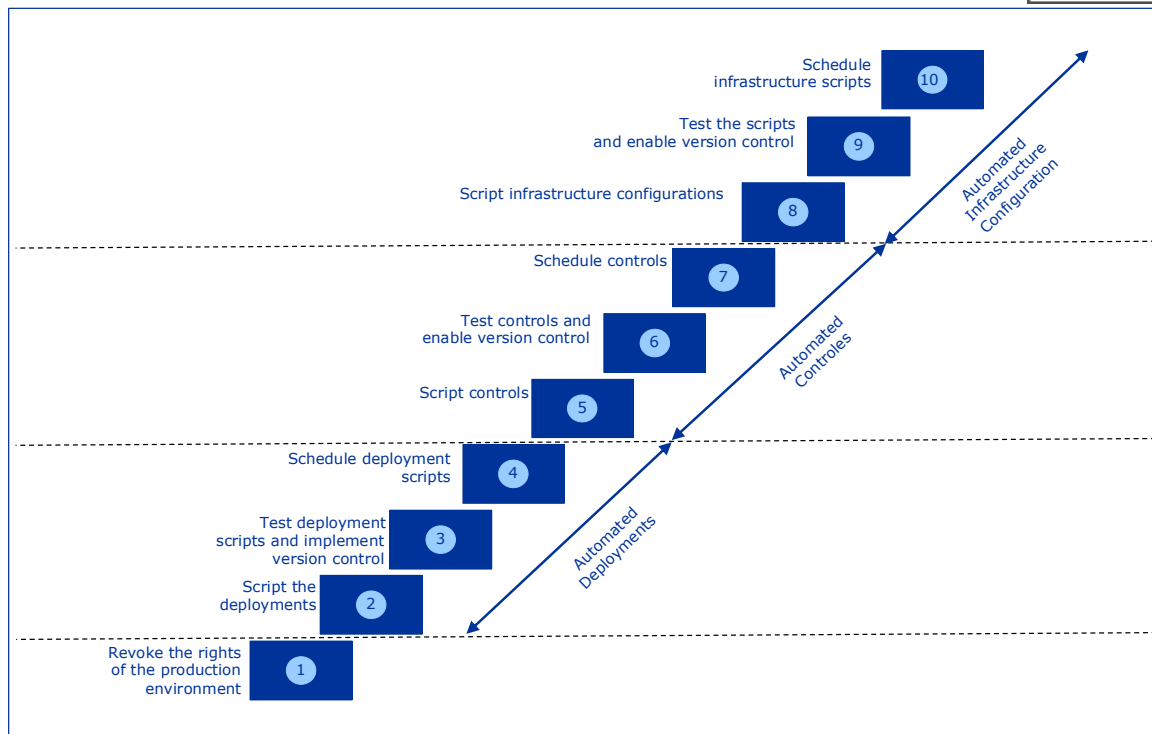 Schedule
infrastructure scripts
10
Test the scripts
and enable version control
9
Automated
Infrastructure
Configuration
Script infrastructure configurations
8
Schedule controls
7
Test controls and
enable version control
6
Automated
Controles
Script controls
5
Schedule deployment
scripts
4
Test deployment
scripts and implement
version control
3
Automated
Deployments
Script the
deployments
2
Revoke the rights
of the production
environment
1